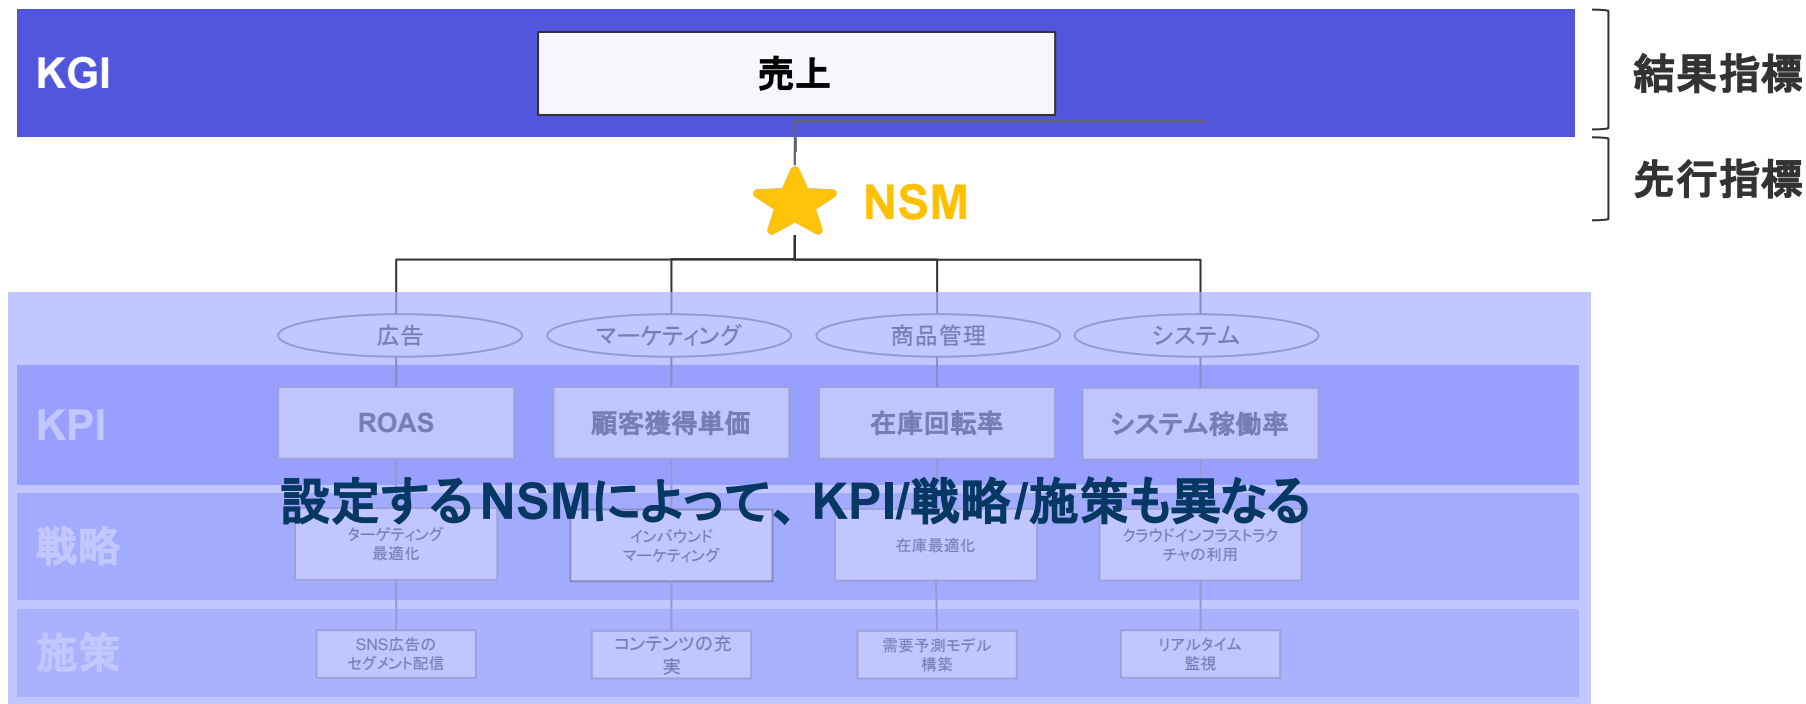 KGI
売上
結果指標
先行指標
NSM
広告
マーケティング
商品管理
システム
KPI
ROAS
顧客獲得単価
在庫回転率
システム稼働率
設定するNSMによって、KPI/戦略/施策も異なる
戦略
ターゲティング
最適化
インバウンド
マーケティング
在庫最適化
クラウドインフラストラク
チャの利用
施策
SNS広告の
セグメント配信
コンテンツの充
実
需要予測モデル
構築
リアルタイム
監視